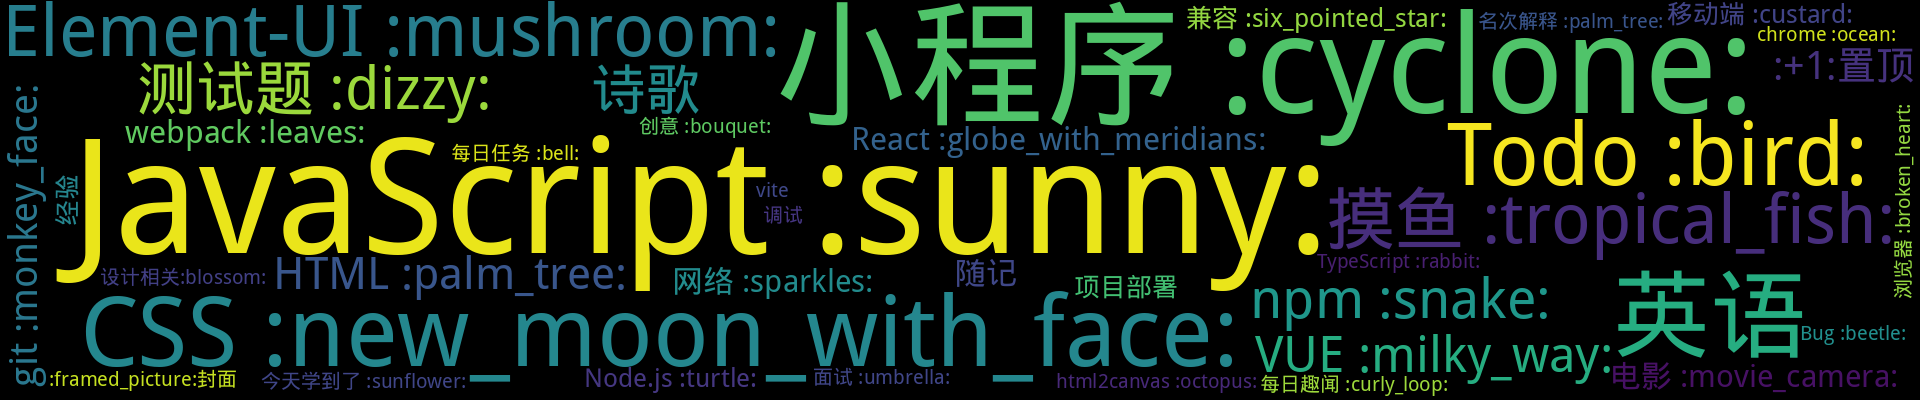 Element-UI :mushroom:
小程序 :cyclone:
兼容 :six_pointed_star:
名次解释 :palm_tree:
移动端 :custard:
chrome :ocean:
:+1:置顶
测试题 :dizzy:
诗歌
webpack :leaves:
创意 :bouquet:
React :globe_with_meridians:
Todo :bird:
每日任务 :bell:
JavaScript :sunny:
vite
调试
摸鱼 :tropical_fish:
浏览器 :broken_heart:
git :monkey_face:
经验
设计相关:blossom:
HTML :palm_tree:
网络 :sparkles:
随记
项目部署
TypeScript :rabbit:
CSS :new_moon_with_face:
npm :snake:
英语
VUE :milky_way:
Bug :beetle:
:framed_picture:封面
今天学到了 :sunflower:
Node.js :turtle:
面试 :umbrella:
html2canvas :octopus:
每日趣闻 :curly_loop:
电影 :movie_camera: